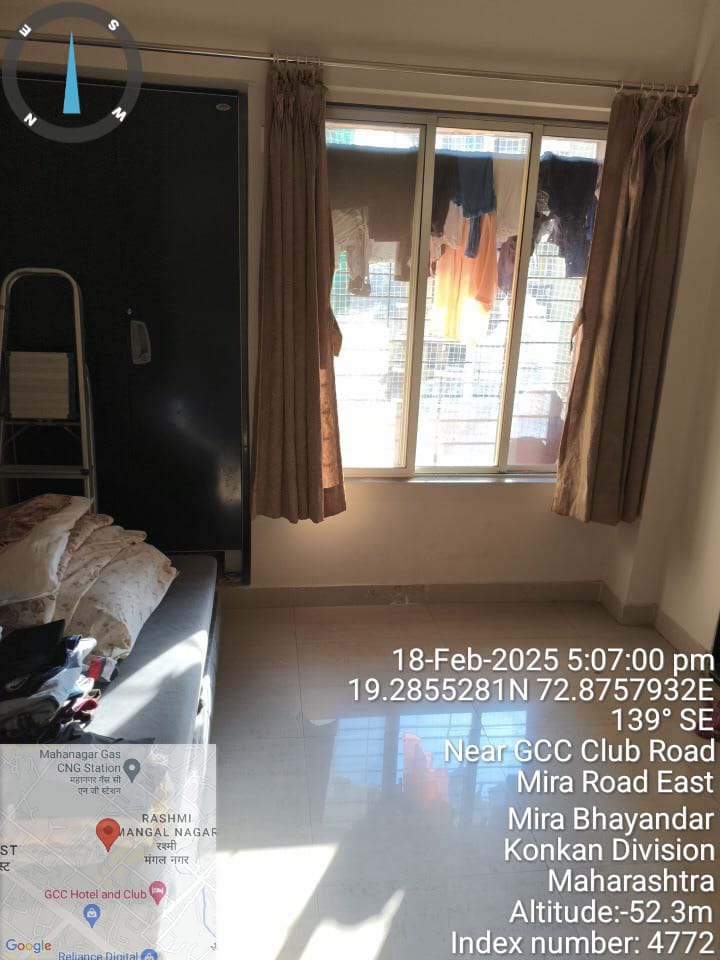 S
E
W
N
18-Feb-2025 5:07:00 pm
19.2855281N 72.8757932E
139° SE
Near GCC Club Road
Mira Road East
Mira Bhayandar
Konkan Division
Maharashtra
Altitude:-52.3m
Index number: 4772
Mahanagar Gas
CNG Station
महानगर गॅस सी
एन जी स्टेशन
RASHMI
MANGAL NAGAR
रश्मी
मंगल नगर
ST
GCC Hotel and Club
Google
Reliance Digital